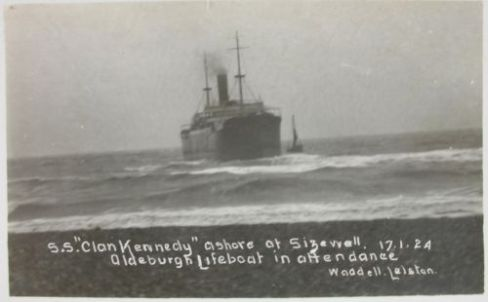 S.S. "Clan Kennedy" ashore at Sizewell. 17.1.24
Aldeburgh Lifeboat in attendance
Waddell. Leiston.